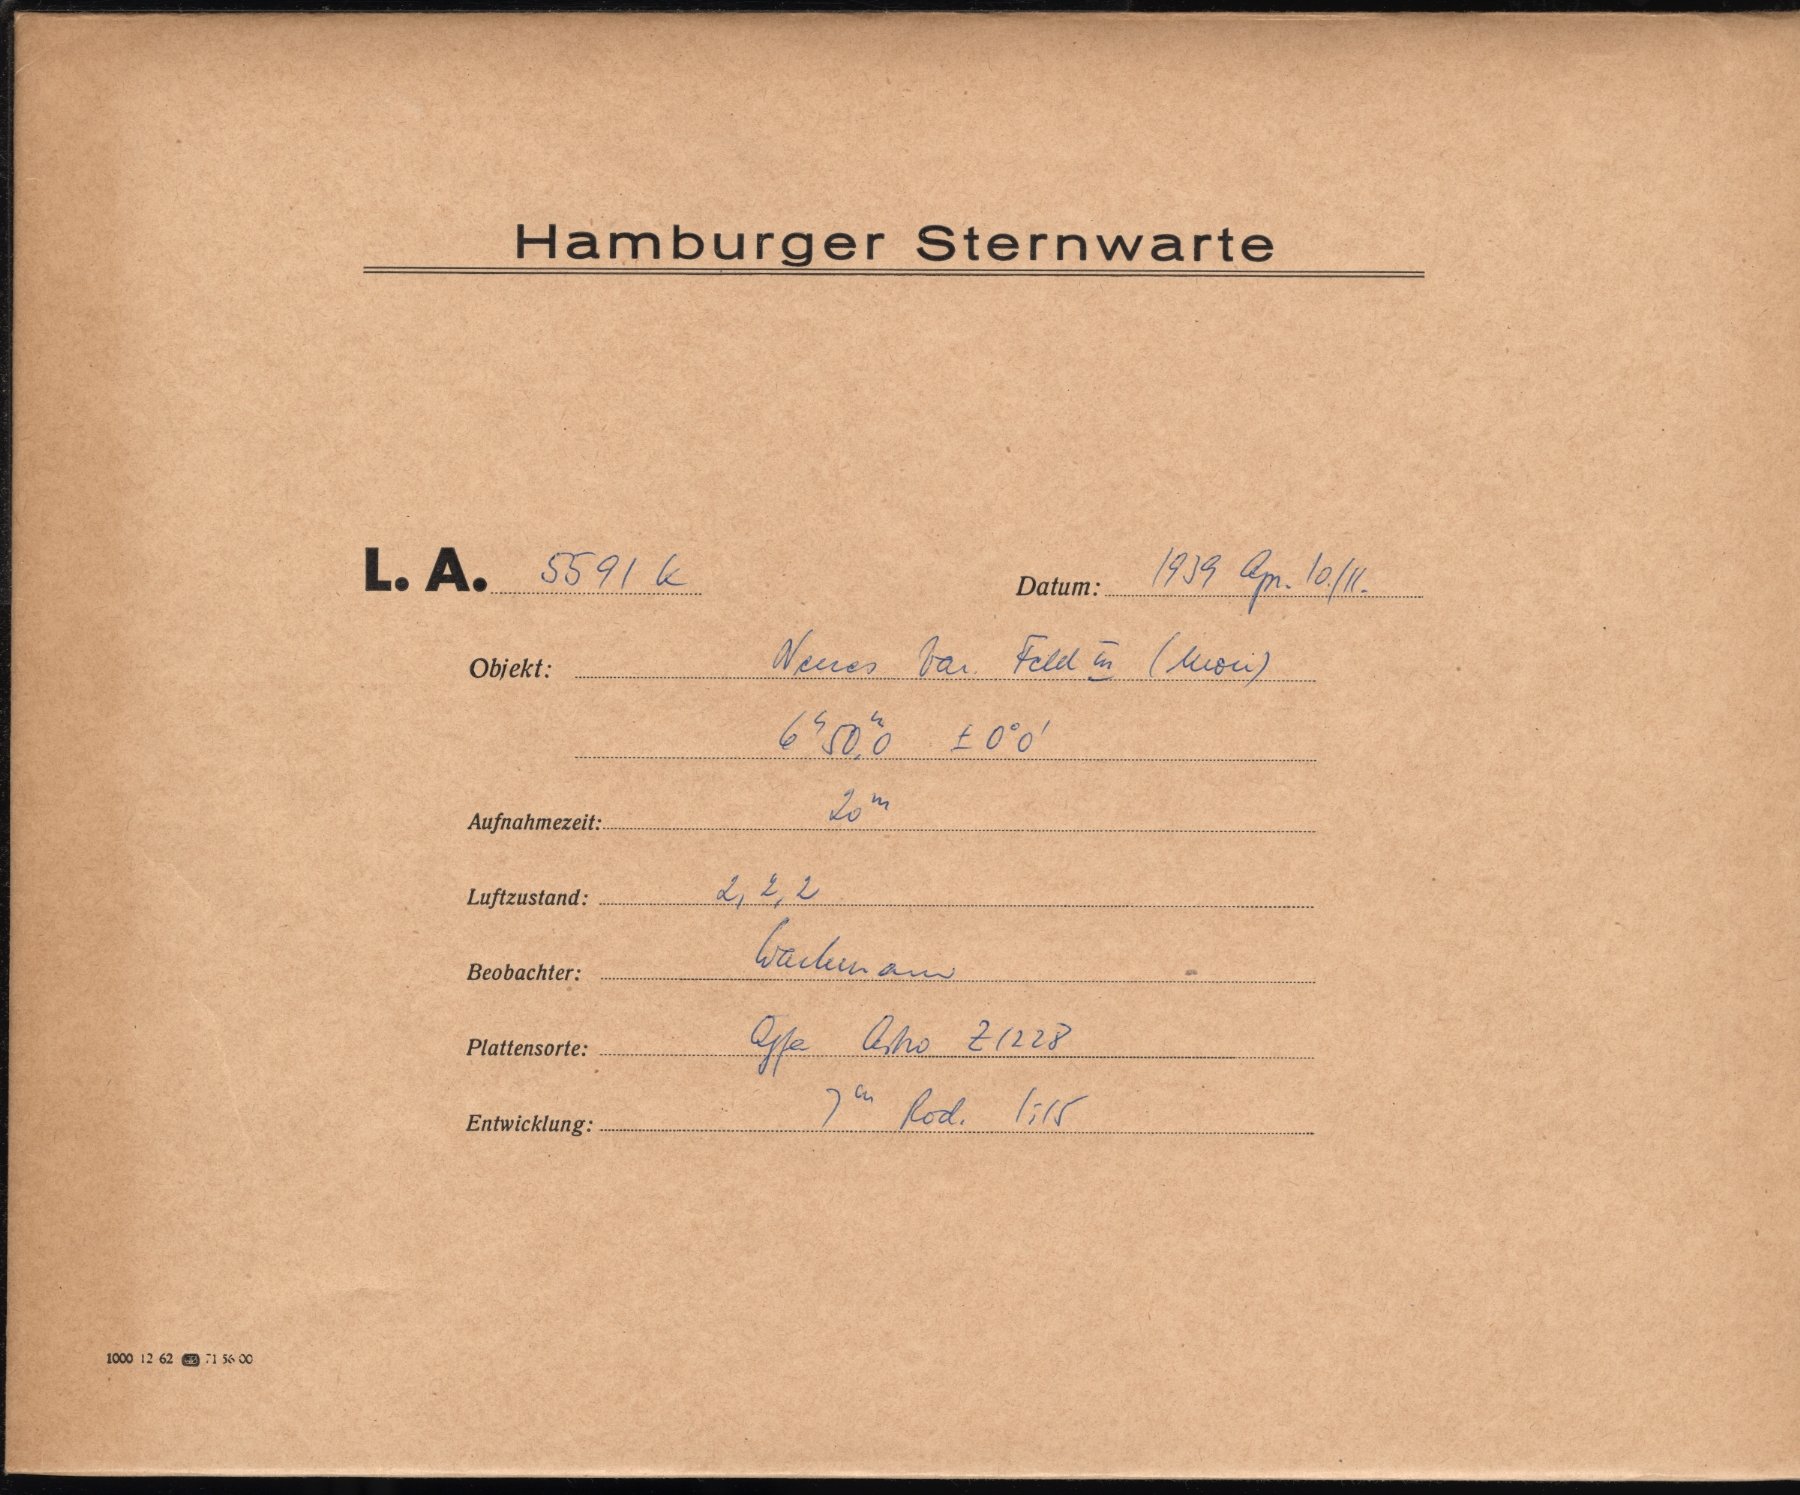 Hamburger Sternwarte
L. A. 5591 k Datum: 1939 Apr. 10./11.
Objekt: Neues Var. Feld III (Mon)
6ʰ 50,ᵐ0 ± 0° 0'
Aufnahmezeit: 20ᵐ
Luftzustand: 2, 2, 2
Beobachter: Wachmann
Plattensorte: Agfa Astro Z1228
Entwicklung: 7ᵐ Rod. 1:15
1000 12 62 71 56 00